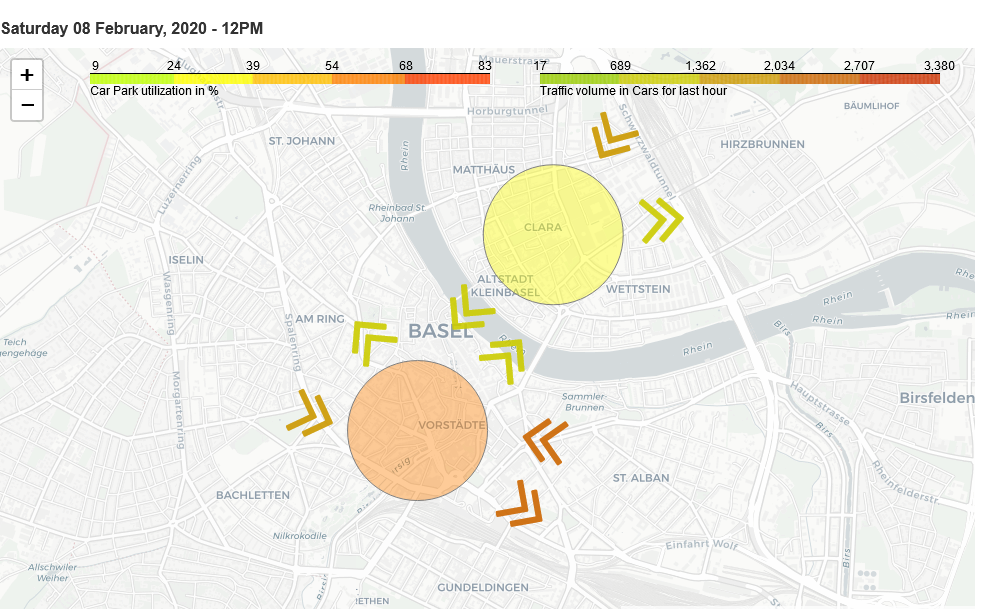 Saturday 08 February, 2020 - 12PM
+
−
9 24 39 54 68 83
Car Park utilization in %
17 689 1,362 2,034 2,707 3,380
Traffic volume in Cars for last hour
Mauerstraße
Horburgtunnel
Schwarzwaldtunnel
BÄUMLIHOF
ST. JOHANN
HIRZBRUNNEN
Rhein
MATTHÄUS
Luzernerring
Rheinbad St.
Johann
CLARA
ISELIN
ALTSTADT
KLEINBASEL
WETTSTEIN
Wasgenring
Rhein
Rhein
Rhein
AM RING
BASEL
Spalenring
Birs
Teich
Rhein
Morgartenring
Hauptstrasse
Sammler-
Brunnen
Birsfelden
VORSTÄDTE
Birs
Rheinfelderstr.
ST. ALBAN
BACHLETTEN
Nilkrokodile
Einfahrt Wolf
Birs
Allschwiler
Weiher
GUNDELDINGEN